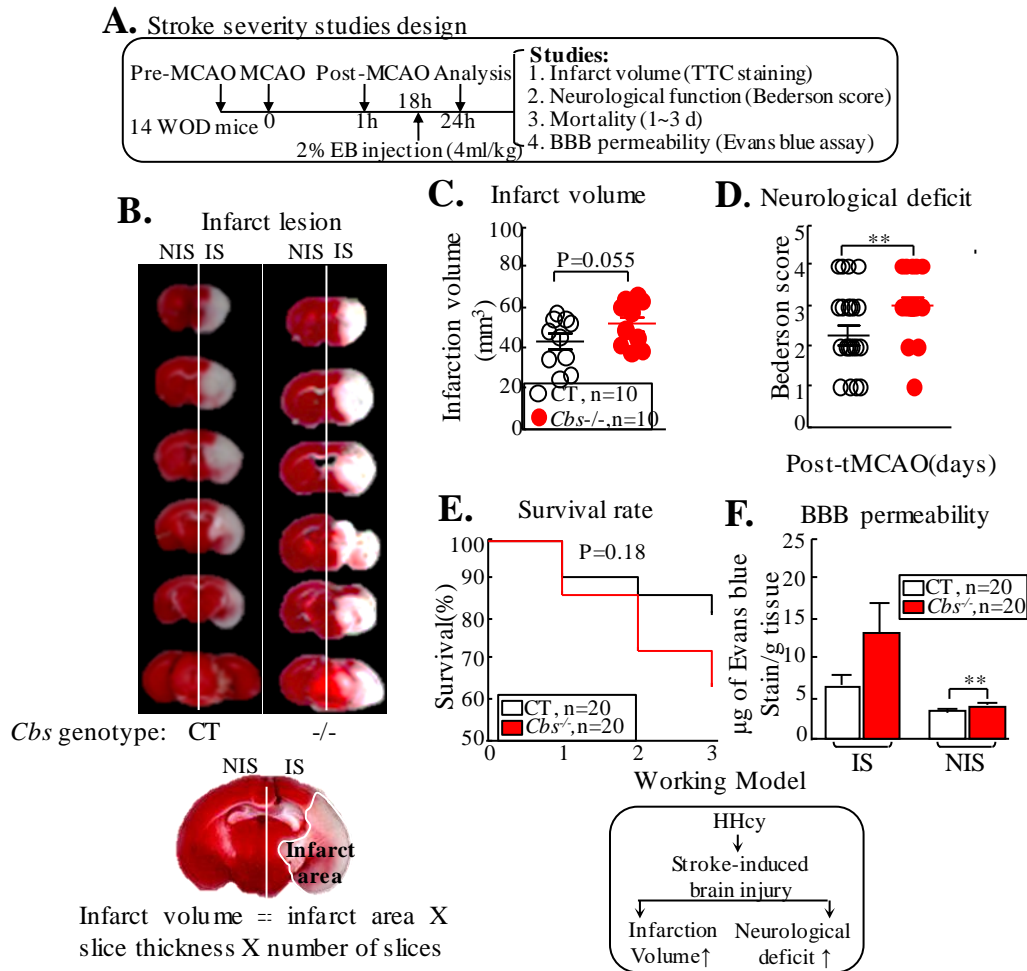 A. Stroke severity studies design
Pre-MCAO MCAO Post-MCAO Analysis
18h
14 WOD mice 0 1h 24h
2% EB injection (4ml/kg)
Studies:
1. Infarct volume (TTC staining)
2. Neurological function (Bederson score)
3. Mortality (1~3 d)
4. BBB permeability (Evans blue assay)
B. Infarct lesion
NIS IS NIS IS
Cbs genotype: CT -/-
NIS IS
Infarct
area
Infarct volume = infarct area X
slice thickness X number of slices
C. Infarct volume
Infarction volume
(mm³)
100
80
60
40
20
0
P=0.055
CT, n=10
Cbs-/-,n=10
D. Neurological deficit
Bederson score
5
4
3
2
1
0
**
Post-tMCAO(days)
E. Survival rate
Survival(%)
100
90
80
70
60
50
P=0.18
CT, n=20
Cbs-/-,n=20
0 1 2 3
F. BBB permeability
µg of Evans blue
Stain/g tissue
25
20
15
10
5
0
CT, n=20
Cbs-/-,n=20
**
IS NIS
Working Model
HHcy
Stroke-induced
brain injury
Infarction
Volume↑
Neurological
deficit ↑